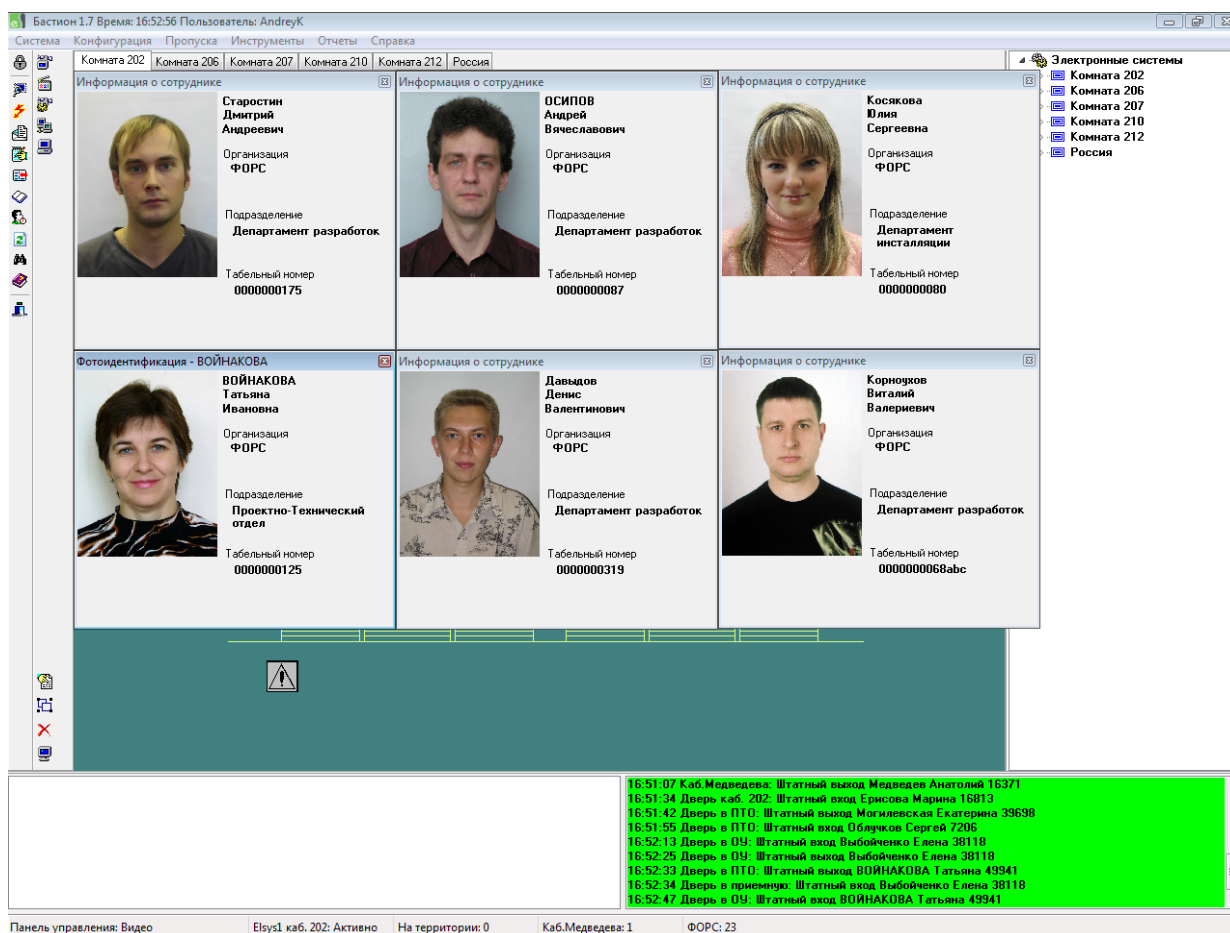 Бастион 1.7 Время: 16:52:56 Пользователь: AndreyK
Система Конфигурация Пропуска Инструменты Отчеты Справка
Комната 202 Комната 206 Комната 207 Комната 210 Комната 212 Россия
Информация о сотруднике
Старостин
Дмитрий
Андреевич
Организация
ФОРС
Подразделение
Департамент разработок
Табельный номер
0000000175
Информация о сотруднике
ОСИПОВ
Андрей
Вячеславович
Организация
ФОРС
Подразделение
Департамент разработок
Табельный номер
0000000087
Информация о сотруднике
Косякова
Юлия
Сергеевна
Организация
ФОРС
Подразделение
Департамент
инсталляции
Табельный номер
0000000080
Фотоидентификация - ВОЙНАКОВА
ВОЙНАКОВА
Татьяна
Ивановна
Организация
ФОРС
Подразделение
Проектно-Технический
отдел
Табельный номер
0000000125
Информация о сотруднике
Давыдов
Денис
Валентинович
Организация
ФОРС
Подразделение
Департамент разработок
Табельный номер
0000000319
Информация о сотруднике
Корноухов
Виталий
Валериевич
Организация
ФОРС
Подразделение
Департамент разработок
Табельный номер
0000000068abc
Электронные системы
Комната 202
Комната 206
Комната 207
Комната 210
Комната 212
Россия
16:51:07 Каб.Медведева: Штатный выход Медведев Анатолий 16371
16:51:34 Дверь каб. 202: Штатный вход Ерисова Марина 16813
16:51:42 Дверь в ПТО: Штатный выход Могилевская Екатерина 39698
16:51:55 Дверь в ПТО: Штатный вход Облучков Сергей 7206
16:52:13 Дверь в ОУ: Штатный вход Выбойченко Елена 38118
16:52:25 Дверь в ОУ: Штатный выход Выбойченко Елена 38118
16:52:33 Дверь в ПТО: Штатный выход ВОЙНАКОВА Татьяна 49941
16:52:34 Дверь в приемную: Штатный вход Выбойченко Елена 38118
16:52:47 Дверь в ОУ: Штатный вход ВОЙНАКОВА Татьяна 49941
Панель управления: Видео Elsys1 каб. 202: Активно На территории: 0 Каб.Медведева: 1 ФОРС: 23